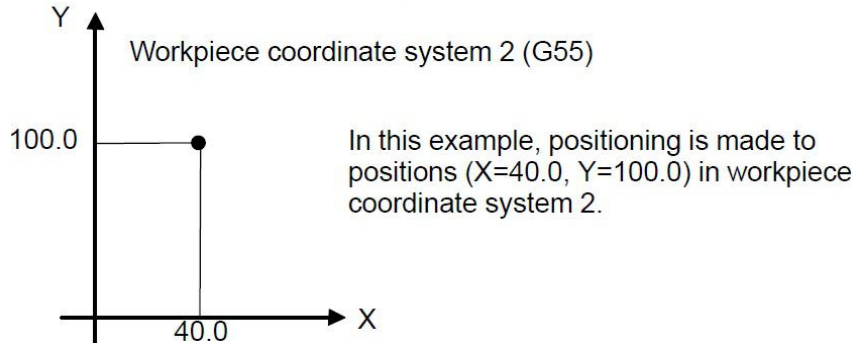 Y
Workpiece coordinate system 2 (G55)
100.0
In this example, positioning is made to
positions (X=40.0, Y=100.0) in workpiece
coordinate system 2.
X
40.0